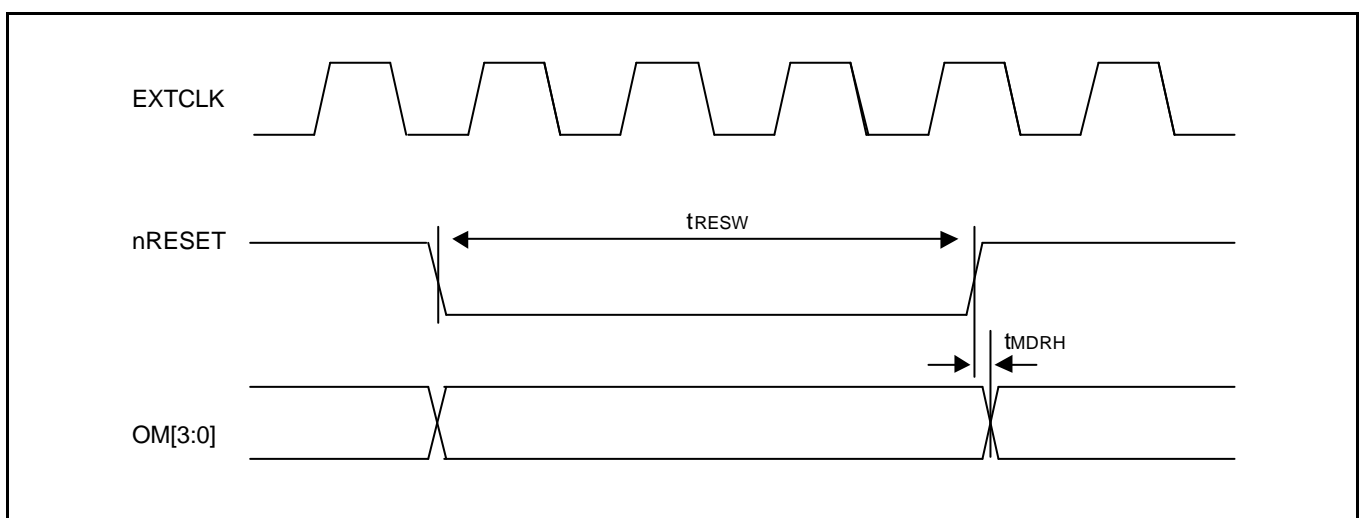 EXTCLK
tRESW
nRESET
tMDRH
OM[3:0]